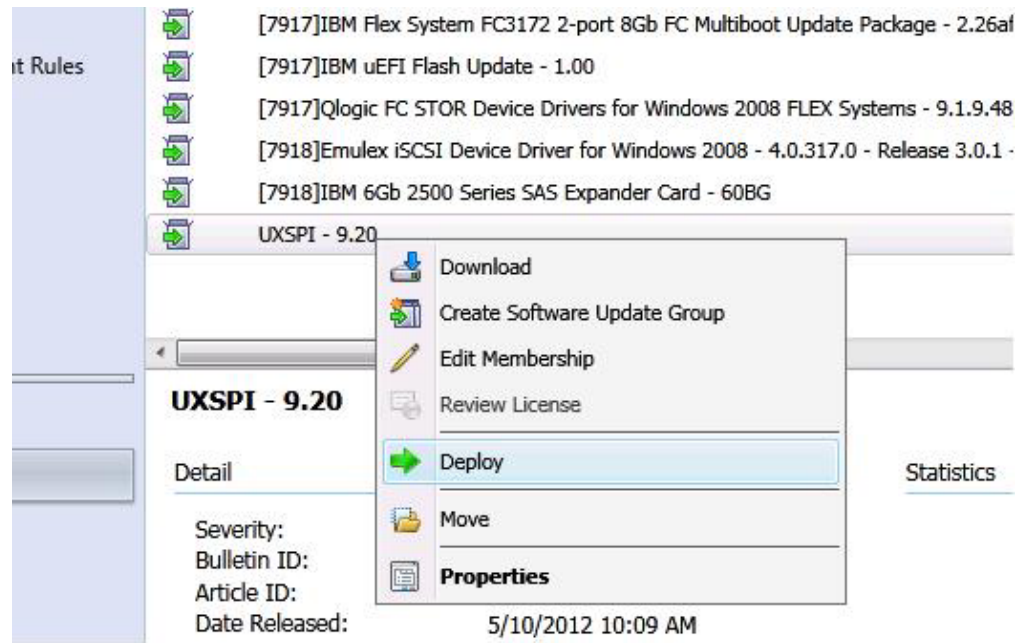 [7917]IBM Flex System FC3172 2-port 8Gb FC Multiboot Update Package - 2.26af
nt Rules
[7917]IBM uEFI Flash Update - 1.00
[7917]Qlogic FC STOR Device Drivers for Windows 2008 FLEX Systems - 9.1.9.48
[7918]Emulex iSCSI Device Driver for Windows 2008 - 4.0.317.0 - Release 3.0.1 -
[7918]IBM 6Gb 2500 Series SAS Expander Card - 60BG
UXSPI - 9.20
Download
Create Software Update Group
Edit Membership
Review License
Deploy
Move
Properties
UXSPI - 9.20
Detail
Statistics
Severity:
Bulletin ID:
Article ID:
Date Released: 5/10/2012 10:09 AM